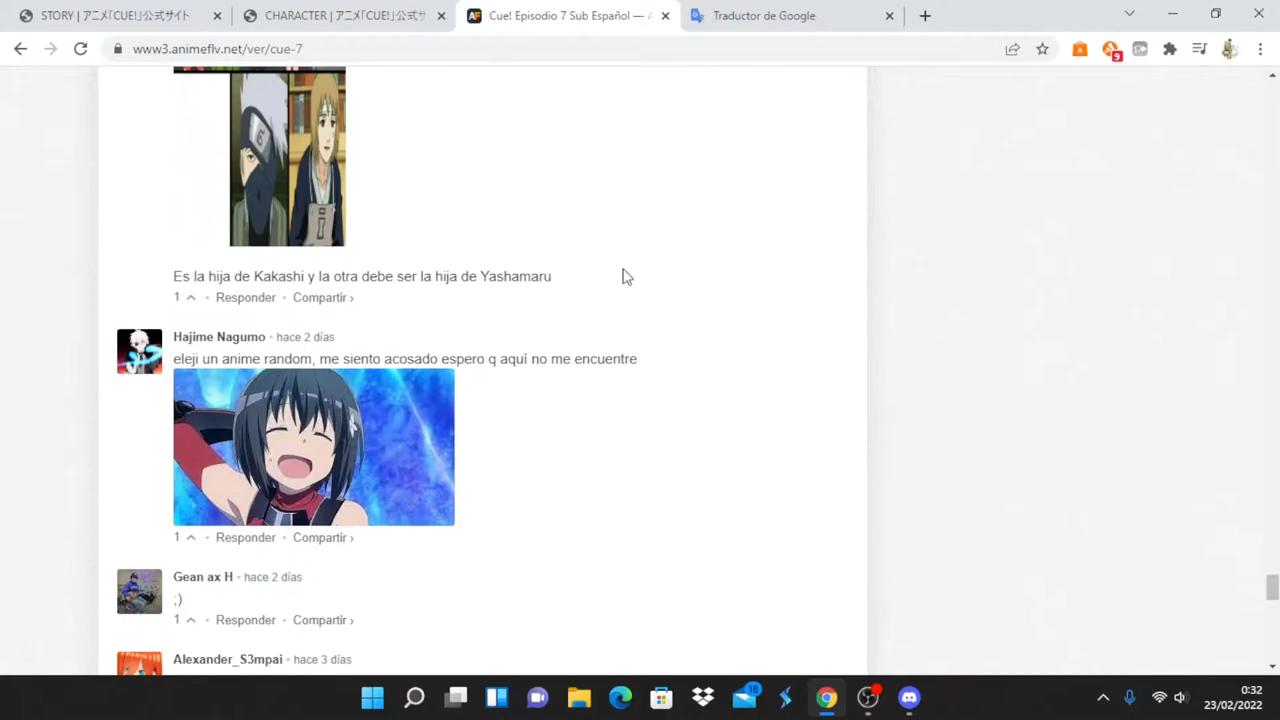 STORY | アニメ「CUE!」公式サイト
CHARACTER | アニメ「CUE!」公式サ
Cue! Episodio 7 Sub Español — A
Traductor de Google
www3.animeflv.net/ver/cue-7
9
Es la hija de Kakashi y la otra debe ser la hija de Yashamaru
1 • Responder • Compartir ›
Hajime Nagumo • hace 2 días
eleji un anime random, me siento acosado espero q aquí no me encuentre
1 • Responder • Compartir ›
Gean ax H • hace 2 días
;)
1 • Responder • Compartir ›
Alexander_S3mpai • hace 3 días
18
0:32
23/02/2022